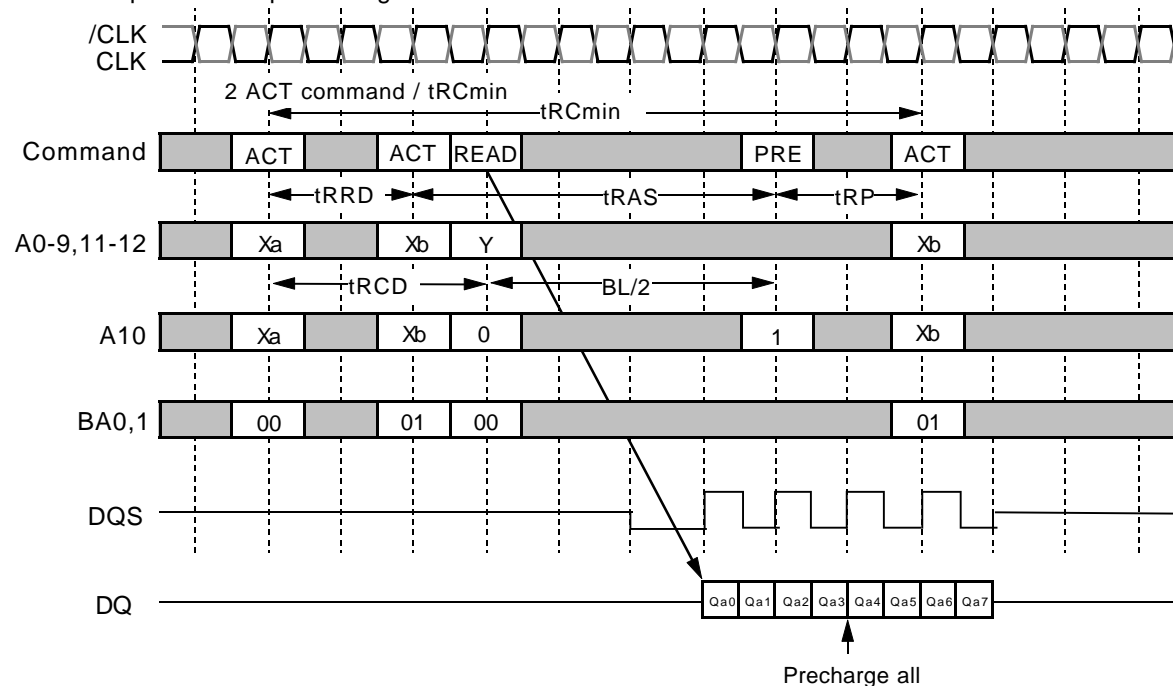 /CLK
CLK
2 ACT command / tRCmin
tRCmin
Command ACT ACT READ PRE ACT
tRRD tRAS tRP
A0-9,11-12 Xa Xb Y Xb
tRCD BL/2
A10 Xa Xb 0 1 Xb
BA0,1 00 01 00 01
DQS
DQ Qa0 Qa1 Qa2 Qa3 Qa4 Qa5 Qa6 Qa7
Precharge all